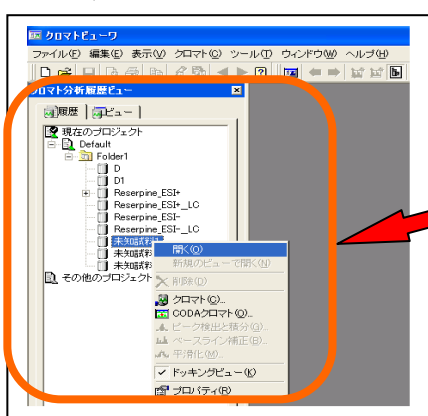 クロマトビューワ
ファイル(F) 編集(E) 表示(V) クロマト(C) ツール(T) ウィンドウ(W) ヘルプ(H)
クロマト分析履歴ビュー
履歴 ビュー
現在のプロジェクト
Default
Folder1
D
D1
Reserpine_ESI+
Reserpine_ESI+_LC
Reserpine_ESI-
Reserpine_ESI-_LC
未知試料
未知試料
未知試料
その他のプロジェクト
開く(O)
新規のビューで開く(N)
削除(D)
クロマト(C)...
CODAクロマト(O)...
ピーク検出と積分(G)...
ベースライン補正(B)...
平滑化(M)...
ドッキングビュー(K)
プロパティ(R)